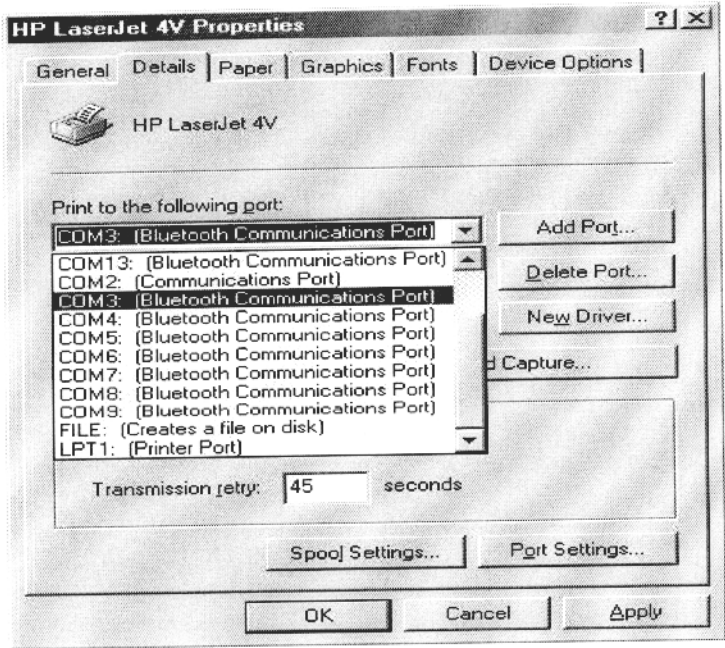 HP LaserJet 4V Properties
? ×
General Details Paper Graphics Fonts Device Options
HP LaserJet 4V
Print to the following port:
COM3: (Bluetooth Communications Port)
Add Port...
COM13: (Bluetooth Communications Port)
COM2: (Communications Port)
Delete Port...
COM3: (Bluetooth Communications Port)
COM4: (Bluetooth Communications Port)
New Driver...
COM5: (Bluetooth Communications Port)
COM6: (Bluetooth Communications Port)
COM7: (Bluetooth Communications Port)
d Capture...
COM8: (Bluetooth Communications Port)
COM9: (Bluetooth Communications Port)
FILE: (Creates a file on disk)
LPT1: (Printer Port)
Transmission retry: 45 seconds
Spool Settings... Port Settings...
OK Cancel Apply